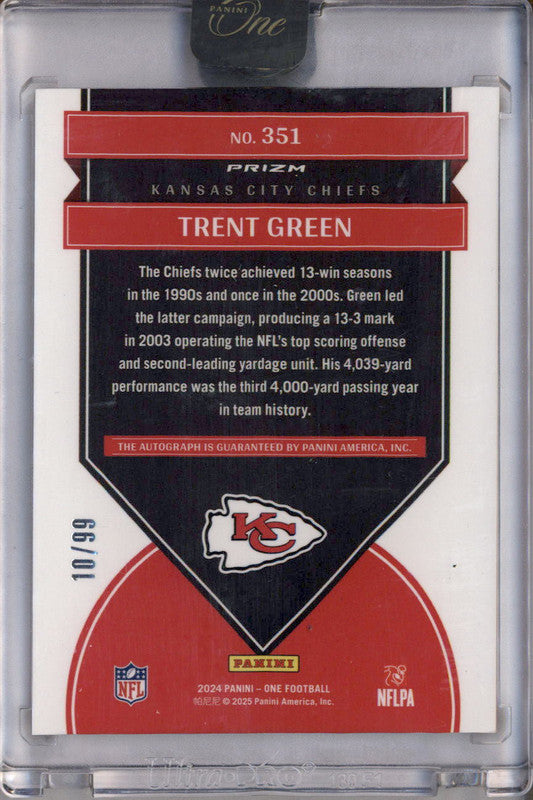 PANINI
One
NO. 351
PRIZM
KANSAS CITY CHIEFS
TRENT GREEN
The Chiefs twice achieved 13-win seasons
in the 1990s and once in the 2000s. Green led
the latter campaign, producing a 13-3 mark
in 2003 operating the NFL's top scoring offense
and second-leading yardage unit. His 4,039-yard
performance was the third 4,000-yard passing year
in team history.
THE AUTOGRAPH IS GUARANTEED BY PANINI AMERICA, INC.
KC
10/99
PANINI
NFL
NFLPA
2024 PANINI – ONE FOOTBALL
帕尼尼 © 2025 Panini America, Inc.